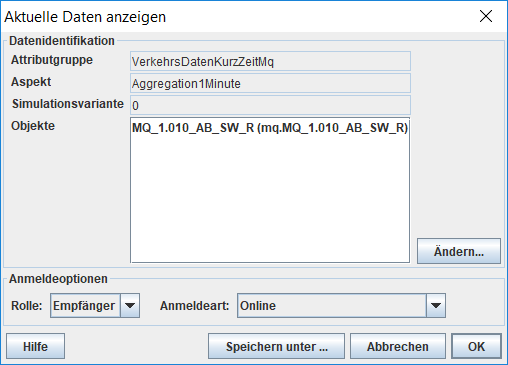 Aktuelle Daten anzeigen
Datenidentifikation
Attributgruppe VerkehrsDatenKurzZeitMq
Aspekt Aggregation1Minute
Simulationsvariante 0
Objekte MQ_1.010_AB_SW_R (mq.MQ_1.010_AB_SW_R)
Ändern...
Anmeldeoptionen
Rolle: Empfänger Anmeldeart: Online
Hilfe Speichern unter ... Abbrechen OK